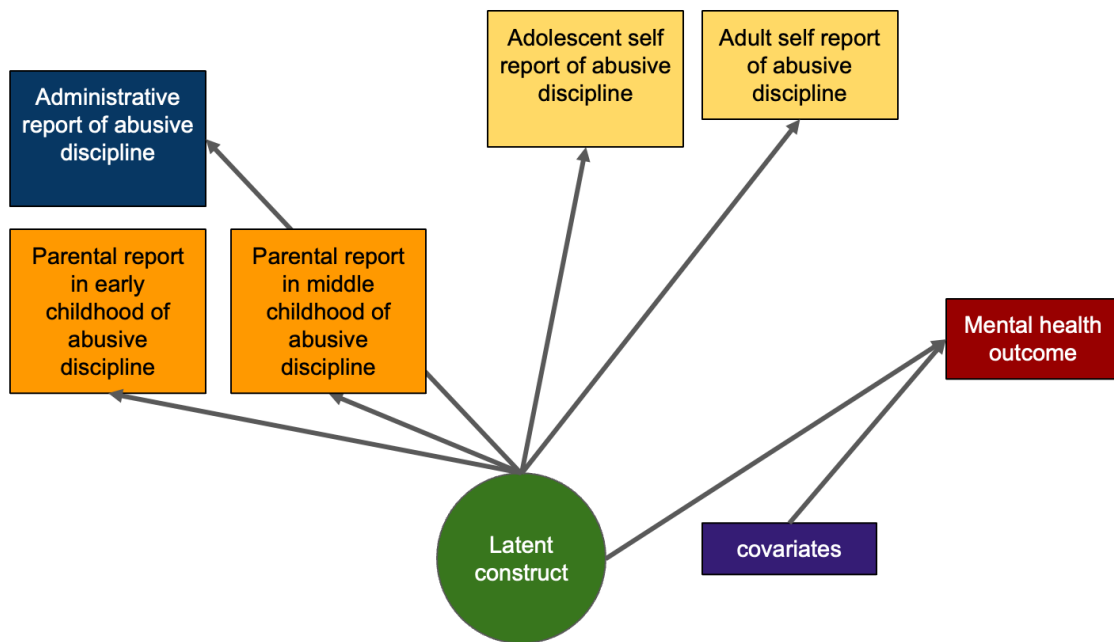 Administrative
report of abusive
discipline
Adolescent self
report of abusive
discipline
Adult self report
of abusive
discipline
Parental report
in early
childhood of
abusive
discipline
Parental report
in middle
childhood of
abusive
discipline
Mental health
outcome
Latent
construct
covariates